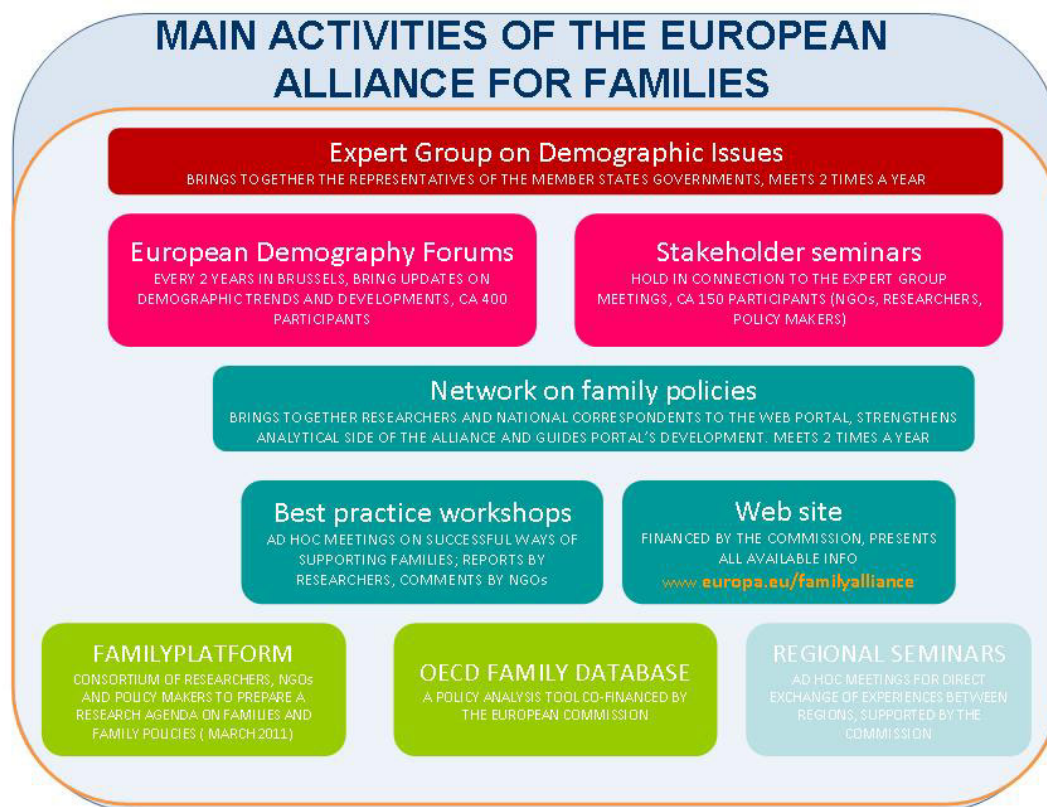 MAIN ACTIVITIES OF THE EUROPEAN
ALLIANCE FOR FAMILIES
Expert Group on Demographic Issues
BRINGS TOGETHER THE REPRESENTATIVES OF THE MEMBER STATES GOVERNMENTS, MEETS 2 TIMES A YEAR
European Demography Forums
EVERY 2 YEARS IN BRUSSELS, BRING UPDATES ON
DEMOGRAPHIC TRENDS AND DEVELOPMENTS, CA 400
PARTICIPANTS
Stakeholder seminars
HOLD IN CONNECTION TO THE EXPERT GROUP
MEETINGS, CA 150 PARTICIPANTS (NGOs, RESEARCHERS,
POLICY MAKERS)
Network on family policies
BRINGS TOGETHER RESEARCHERS AND NATIONAL CORRESPONDENTS TO THE WEB PORTAL, STRENGTHENS
ANALYTICAL SIDE OF THE ALLIANCE AND GUIDES PORTAL'S DEVELOPMENT. MEETS 2 TIMES A YEAR
Best practice workshops
AD HOC MEETINGS ON SUCCESSFUL WAYS OF
SUPPORTING FAMILIES; REPORTS BY
RESEARCHERS, COMMENTS BY NGOs
Web site
FINANCED BY THE COMMISSION, PRESENTS
ALL AVAILABLE INFO
www europa.eu/familyalliance
FAMILYPLATFORM
CONSORTIUM OF RESEARCHERS, NGOs
AND POLICY MAKERS TO PREPARE A
RESEARCH AGENDA ON FAMILIES AND
FAMILY POLICIES ( MARCH 2011)
OECD FAMILY DATABASE
A POLICY ANALYSIS TOOL CO-FINANCED BY
THE EUROPEAN COMMISSION
REGIONAL SEMINARS
AD HOC MEETINGS FOR DIRECT
EXCHANGE OF EXPERIENCES BETWEEN
REGIONS, SUPPORTED BY THE
COMMISSION